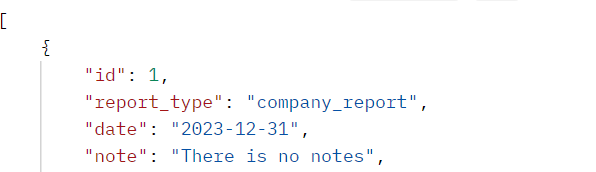 [
{
"id": 1,
"report_type": "company_report",
"date": "2023-12-31",
"note": "There is no notes",